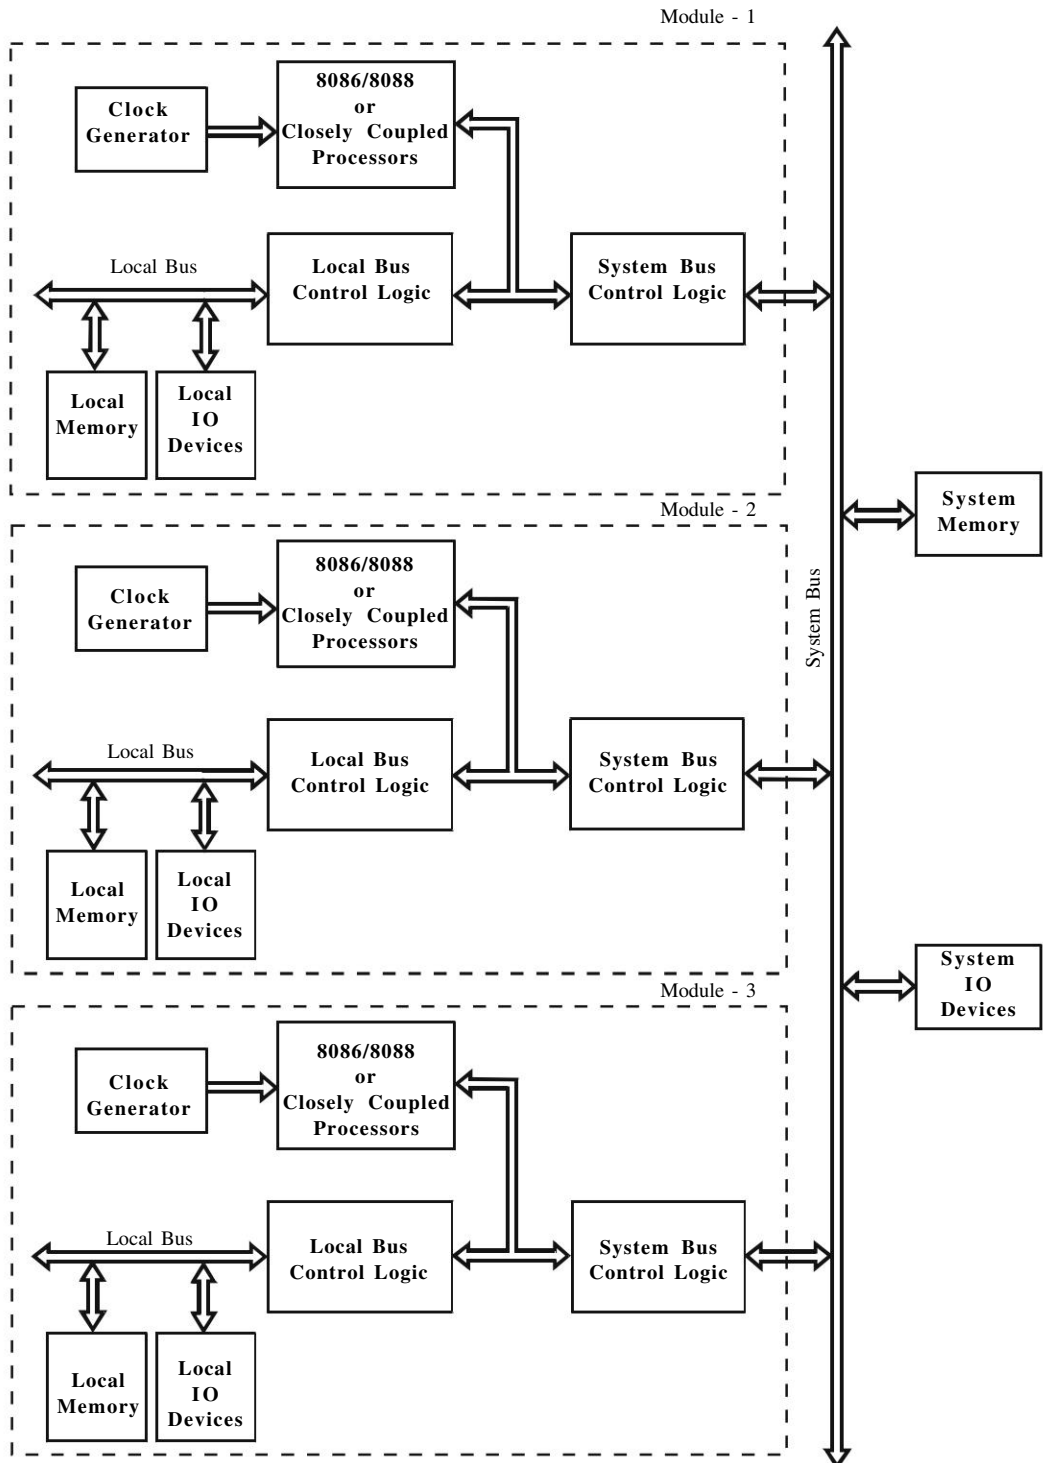 Module - 1
Clock
Generator
8086/8088
or
Closely Coupled
Processors
Local Bus
Local Bus
Control Logic
System Bus
Control Logic
Local
Memory
Local
IO
Devices
Module - 2
Clock
Generator
8086/8088
or
Closely Coupled
Processors
Local Bus
Local Bus
Control Logic
System Bus
Control Logic
Local
Memory
Local
IO
Devices
Module - 3
Clock
Generator
8086/8088
or
Closely Coupled
Processors
Local Bus
Local Bus
Control Logic
System Bus
Control Logic
Local
Memory
Local
IO
Devices
System Bus
System
Memory
System
IO
Devices